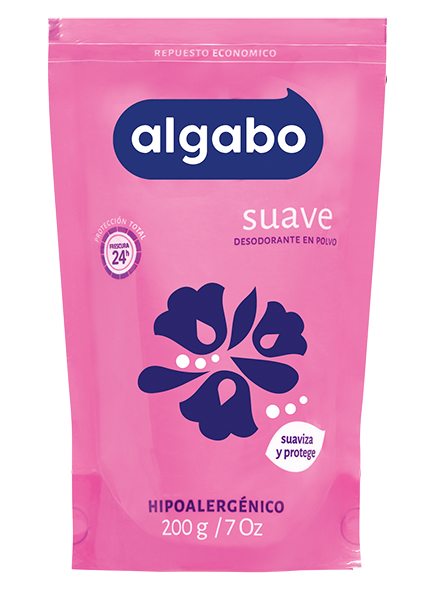 REPUESTO ECONOMICO
algabo
suave
DESODORANTE EN POLVO
PROTECCIÓN TOTAL
FRESCURA
24h
suaviza
y protege
HIPOALERGÉNICO
200 g / 7 Oz